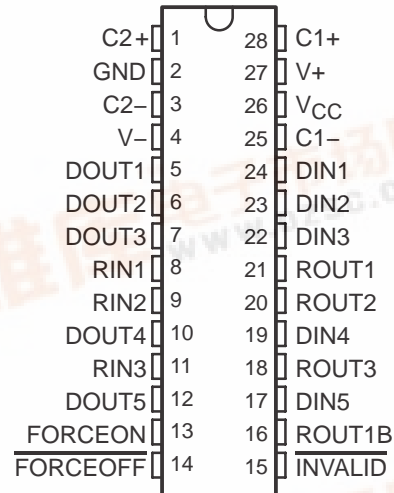 C2+ 1 28 C1+
GND 2 27 V+
C2− 3 26 VCC
V− 4 25 C1−
DOUT1 5 24 DIN1
DOUT2 6 23 DIN2
DOUT3 7 22 DIN3
RIN1 8 21 ROUT1
RIN2 9 20 ROUT2
DOUT4 10 19 DIN4
RIN3 11 18 ROUT3
DOUT5 12 17 DIN5
FORCEON 13 16 ROUT1B
FORCEOFF 14 15 INVALID